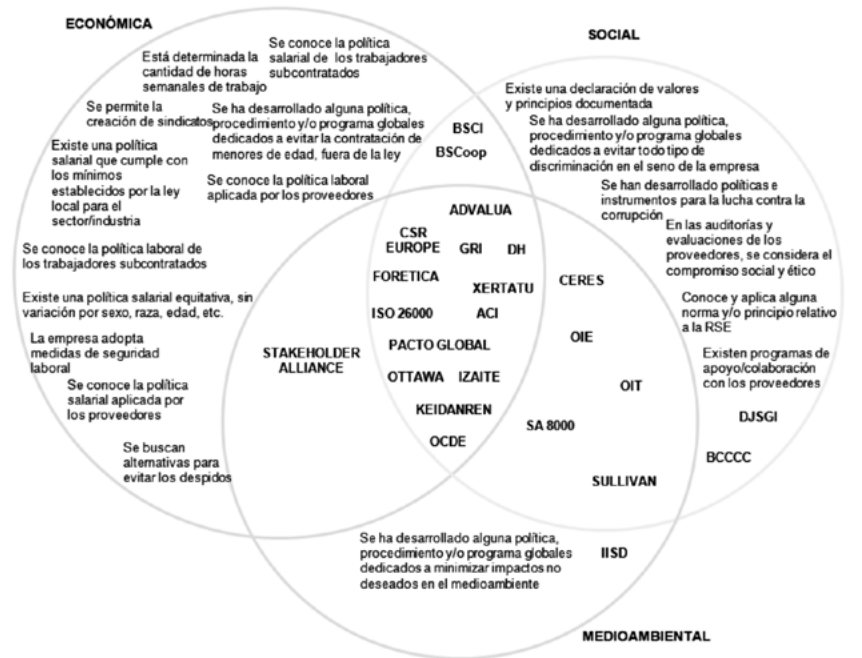 ECONÓMICA
SOCIAL
Se conoce la política
salarial de los trabajadores
subcontratados
Está determinada la
cantidad de horas
semanales de trabajo
Se permite la
creación de sindicatos
Se ha desarrollado alguna política,
procedimiento y/o programa globales
dedicados a evitar la contratación de
menores de edad, fuera de la ley
Existe una política
salarial que cumple con
los mínimos
establecidos por la ley
local para el
sector/industria
Se conoce la política laboral
aplicada por los proveedores
Se conoce la política laboral de
los trabajadores subcontratados
Existe una política salarial equitativa, sin
variación por sexo, raza, edad, etc.
La empresa adopta
medidas de seguridad
laboral
Se conoce la política
salarial aplicada por
los proveedores
Se buscan
alternativas para
evitar los despidos
BSCI
BSCoop
Existe una declaración de valores
y principios documentada
Se ha desarrollado alguna política,
procedimiento y/o programa globales
dedicados a evitar todo tipo de
discriminación en el seno de la empresa
Se han desarrollado políticas e
instrumentos para la lucha contra la
corrupción
En las auditorías y
evaluaciones de los
proveedores, se considera el
compromiso social y ético
Conoce y aplica alguna
norma y/o principio relativo
a la RSE
Existen programas de
apoyo/colaboración
con los proveedores
DJSGI
BCCCC
ADVALUA
CSR
EUROPE
GRI
DH
FORETICA
XERTATU
ISO 26000
ACI
PACTO GLOBAL
OTTAWA
IZAITE
KEIDANREN
OCDE
STAKEHOLDER
ALLIANCE
CERES
OIE
OIT
SA 8000
SULLIVAN
Se ha desarrollado alguna política,
procedimiento y/o programa globales
dedicados a minimizar impactos no
deseados en el medioambiente
IISD
MEDIOAMBIENTAL